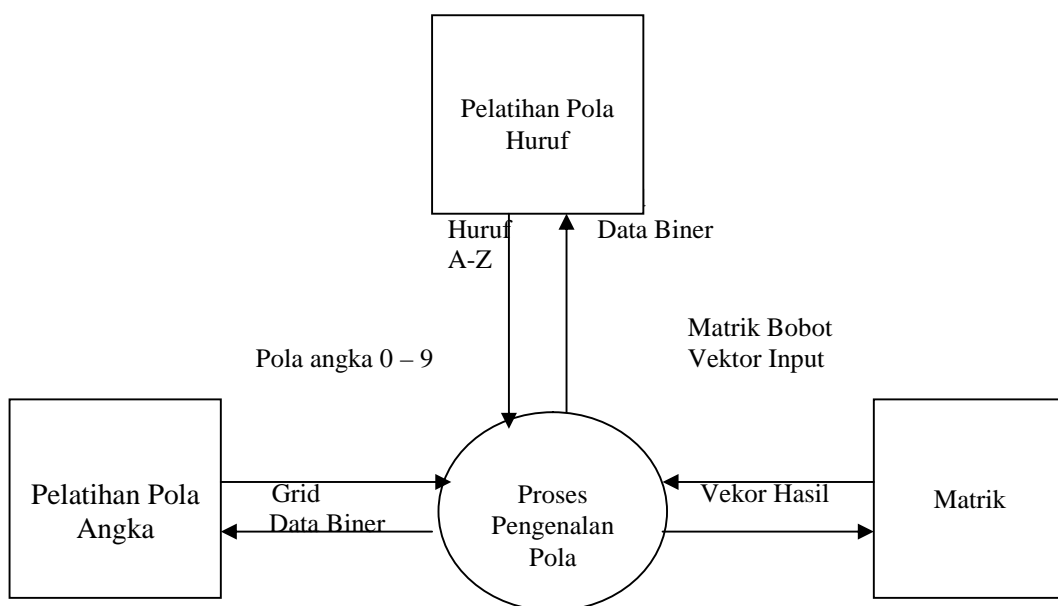 Pelatihan Pola
Huruf
Huruf
A-Z
Data Biner
Matrik Bobot
Vektor Input
Pola angka 0 – 9
Pelatihan Pola
Angka
Grid
Data Biner
Proses
Pengenalan
Pola
Vekor Hasil
Matrik